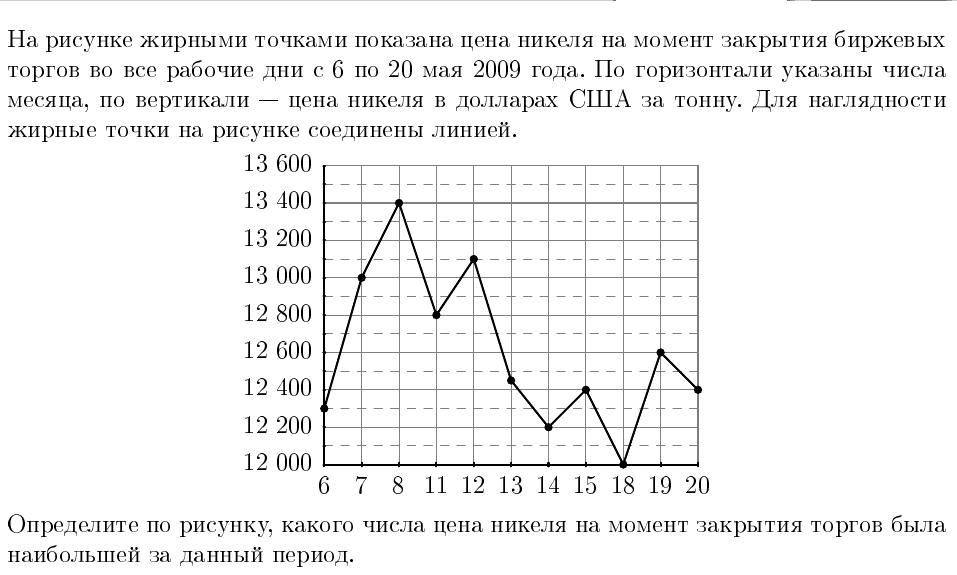 На рисунке жирными точками показана цена никеля на момент закрытия биржевых
торгов во все рабочие дни с 6 по 20 мая 2009 года. По горизонтали указаны числа
месяца, по вертикали — цена никеля в долларах США за тонну. Для наглядности
жирные точки на рисунке соединены линией.
13 600
13 400
13 200
13 000
12 800
12 600
12 400
12 200
12 000
6 7 8 11 12 13 14 15 18 19 20
Определите по рисунку, какого числа цена никеля на момент закрытия торгов была
наибольшей за данный период.